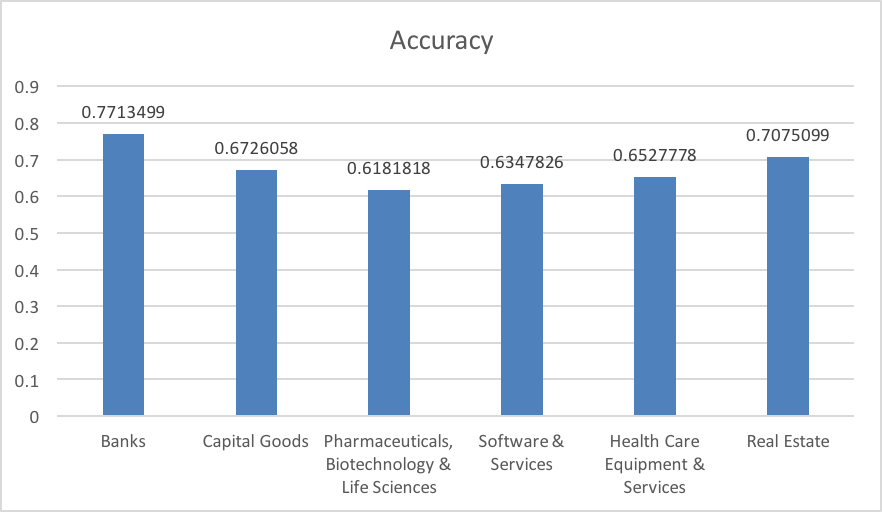 Accuracy
0.9
0.8
0.7
0.6
0.5
0.4
0.3
0.2
0.1
0
0.7713499
0.6726058
0.6181818
0.6347826
0.6527778
0.7075099
Banks
Capital Goods
Pharmaceuticals,
Biotechnology &
Life Sciences
Software &
Services
Health Care
Equipment &
Services
Real Estate